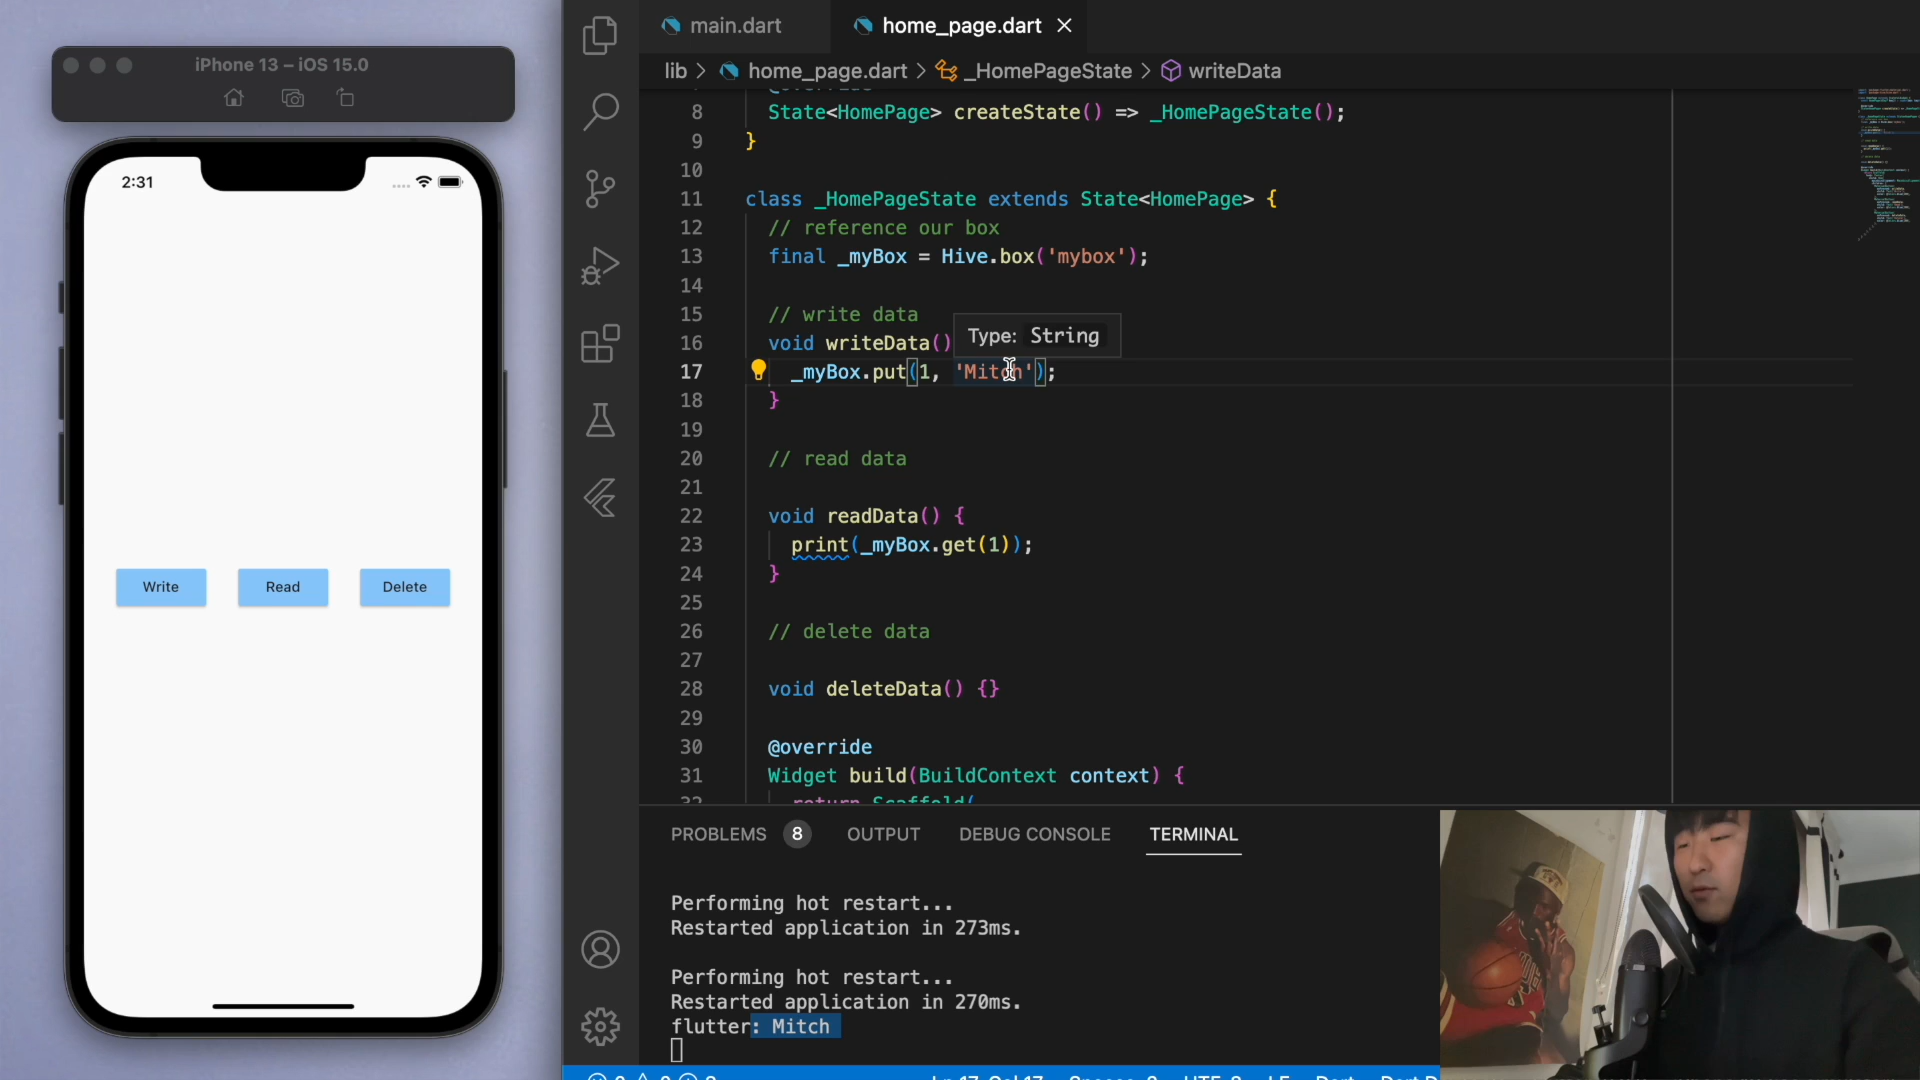 iPhone 13 – iOS 15.0
2:31
Write
Read
Delete
main.dart
home_page.dart
lib > home_page.dart > _HomePageState > writeData
8 State<HomePage> createState() => _HomePageState();
9 }
10
11 class _HomePageState extends State<HomePage> {
12 // reference our box
13 final _myBox = Hive.box('mybox');
14
15 // write data
16 void writeData()
Type: String
17 _myBox.put(1, 'Mitch');
18 }
19
20 // read data
21
22 void readData() {
23 print(_myBox.get(1));
24 }
25
26 // delete data
27
28 void deleteData() {}
29
30 @override
31 Widget build(BuildContext context) {
32 return Scaffold(
PROBLEMS 8 OUTPUT DEBUG CONSOLE TERMINAL
Performing hot restart...
Restarted application in 273ms.
Performing hot restart...
Restarted application in 270ms.
flutter: Mitch